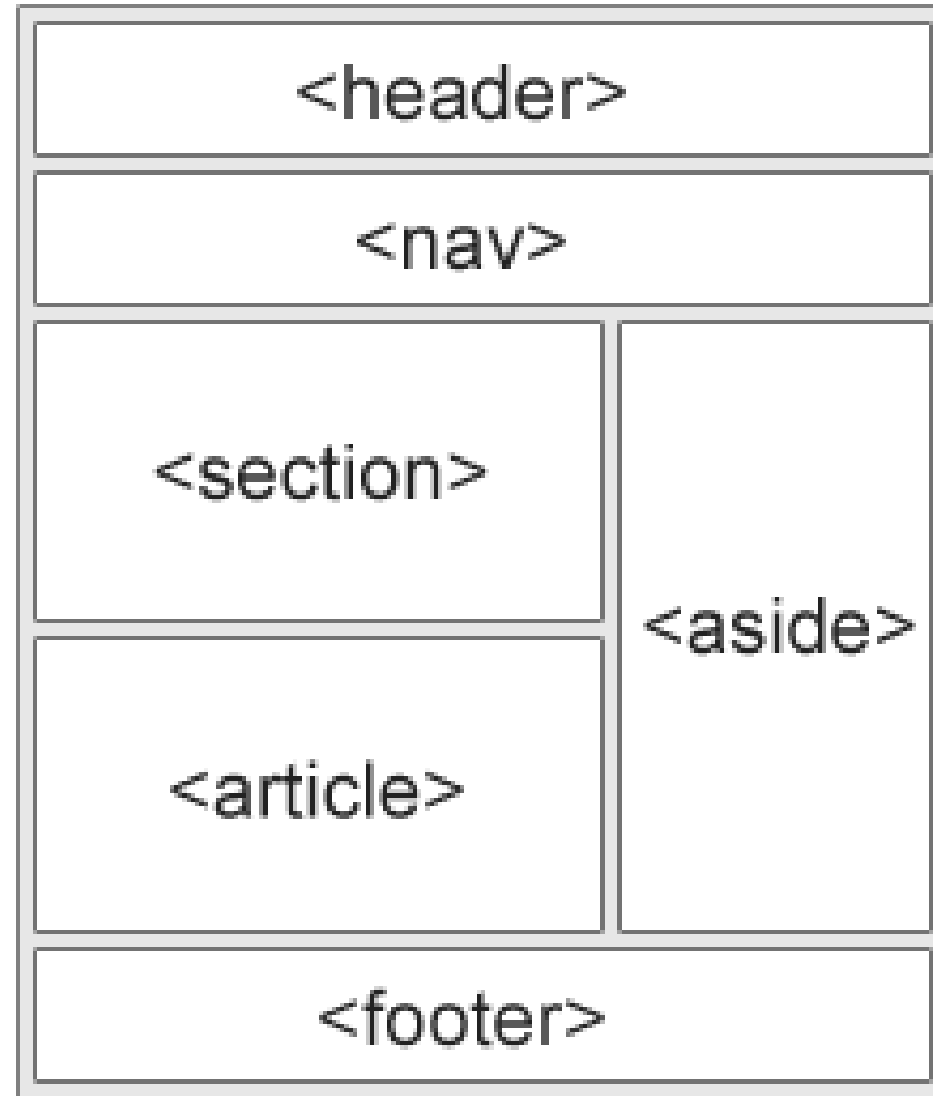 <header>
<nav>
<section>
<article>
<aside>
<footer>